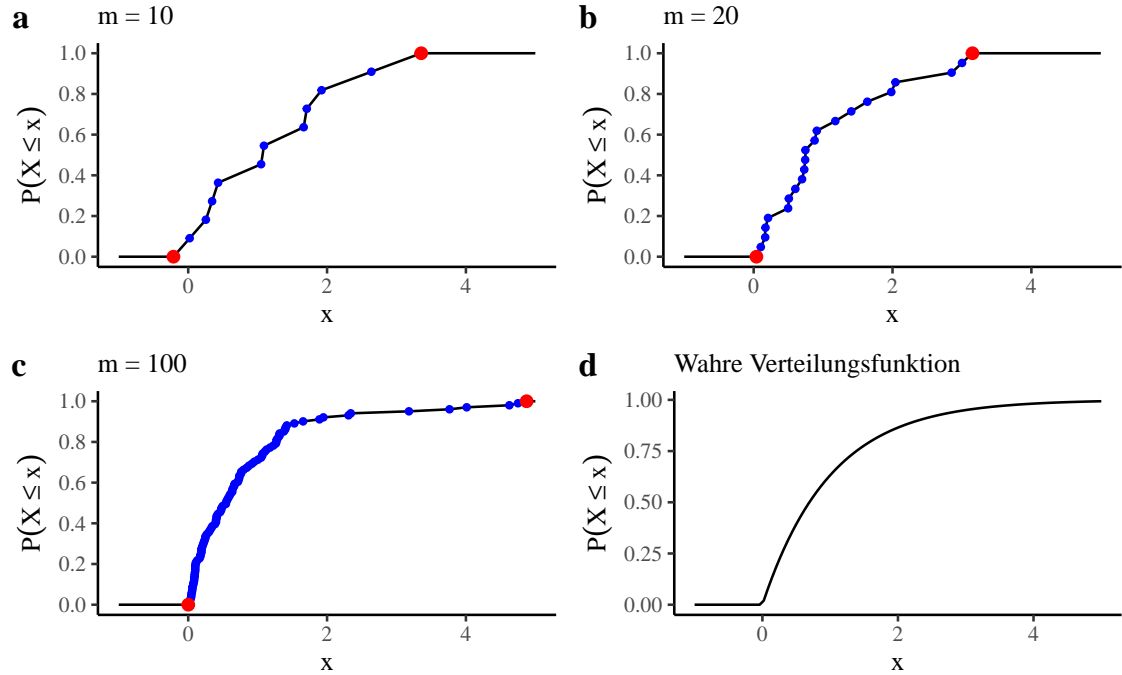 a m = 10
P(X ≤ x)
1.0
0.8
0.6
0.4
0.2
0.0
0 2 4
x
b m = 20
P(X ≤ x)
1.0
0.8
0.6
0.4
0.2
0.0
0 2 4
x
c m = 100
P(X ≤ x)
1.0
0.8
0.6
0.4
0.2
0.0
0 2 4
x
d Wahre Verteilungsfunktion
P(X ≤ x)
1.00
0.75
0.50
0.25
0.00
0 2 4
x